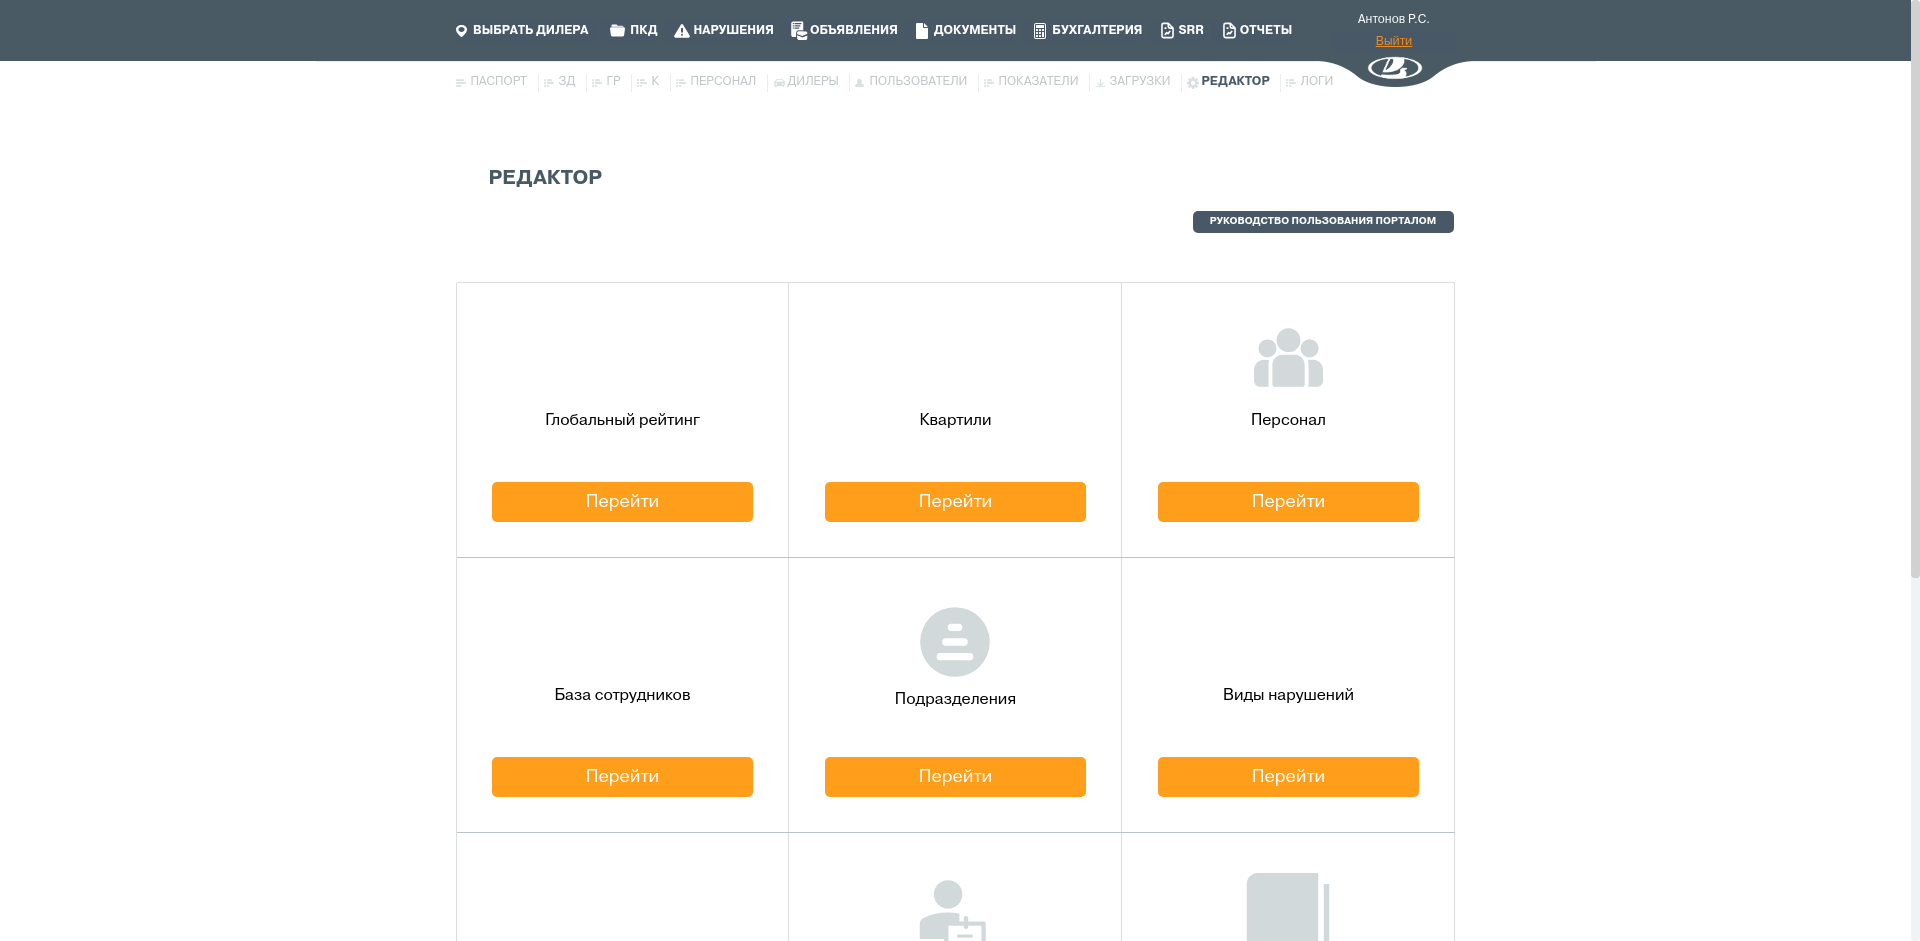 ВЫБРАТЬ ДИЛЕРА ПКД НАРУШЕНИЯ ОБЪЯВЛЕНИЯ ДОКУМЕНТЫ БУХГАЛТЕРИЯ SRR ОТЧЕТЫ Антонов Р.С.
Выйти
ПАСПОРТ ЗД ГР К ПЕРСОНАЛ ДИЛЕРЫ ПОЛЬЗОВАТЕЛИ ПОКАЗАТЕЛИ ЗАГРУЗКИ РЕДАКТОР ЛОГИ
РЕДАКТОР
РУКОВОДСТВО ПОЛЬЗОВАНИЯ ПОРТАЛОМ
Глобальный рейтинг Квартили Персонал
Перейти Перейти Перейти
База сотрудников Подразделения Виды нарушений
Перейти Перейти Перейти